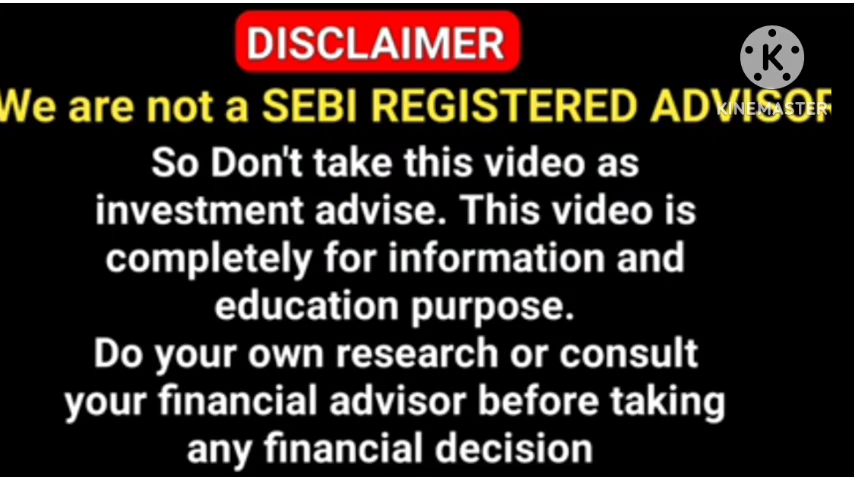 DISCLAIMER
We are not a SEBI REGISTERED ADVISOR
KINEMASTER
So Don't take this video as
investment advise. This video is
completely for information and
education purpose.
Do your own research or consult
your financial advisor before taking
any financial decision